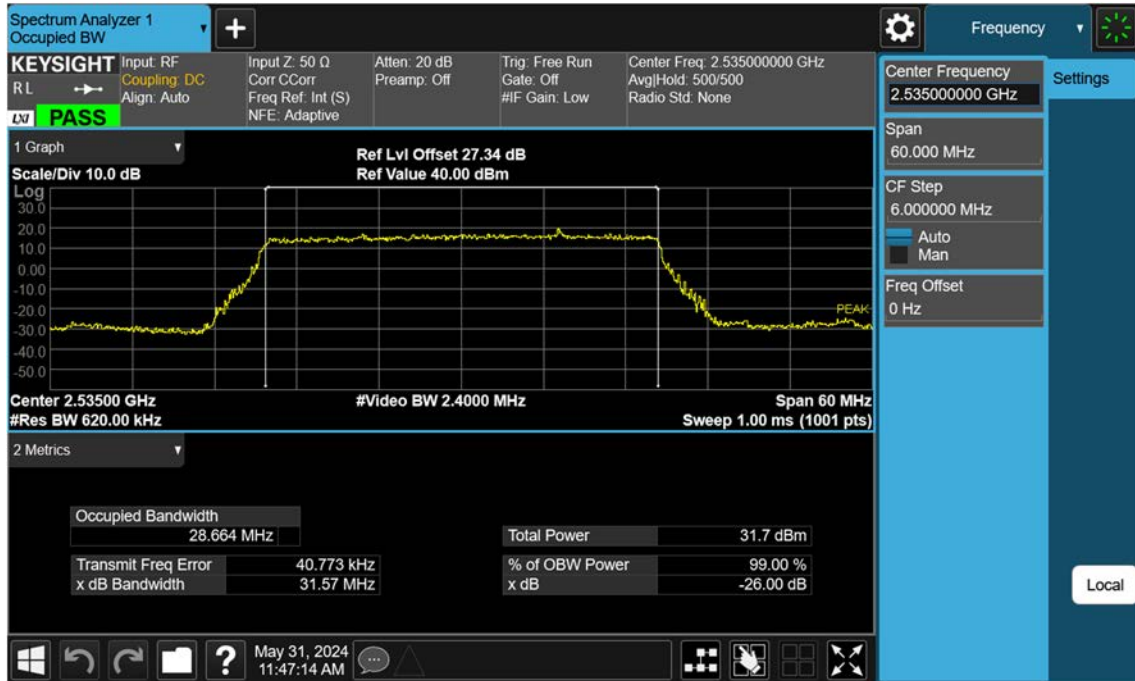 Spectrum Analyzer 1
Occupied BW
Frequency
KEYSIGHT
RL
LXI PASS
Input: RF
Coupling: DC
Align: Auto
Input Z: 50 Ω
Corr CCorr
Freq Ref: Int (S)
NFE: Adaptive
Atten: 20 dB
Preamp: Off
Trig: Free Run
Gate: Off
#IF Gain: Low
Center Freq: 2.535000000 GHz
Avg|Hold: 500/500
Radio Std: None
Center Frequency
2.535000000 GHz
Settings
Span
60.000 MHz
CF Step
6.000000 MHz
Auto
Man
Freq Offset
0 Hz
Local
1 Graph
Scale/Div 10.0 dB
Ref Lvl Offset 27.34 dB
Ref Value 40.00 dBm
Log
30.0
20.0
10.0
0.00
-10.0
-20.0
-30.0
-40.0
-50.0
PEAK
Center 2.53500 GHz
#Video BW 2.4000 MHz
Span 60 MHz
#Res BW 620.00 kHz
Sweep 1.00 ms (1001 pts)
2 Metrics
Occupied Bandwidth
28.664 MHz
Total Power 31.7 dBm
Transmit Freq Error 40.773 kHz
% of OBW Power 99.00 %
x dB Bandwidth 31.57 MHz
x dB -26.00 dB
?
May 31, 2024
11:47:14 AM